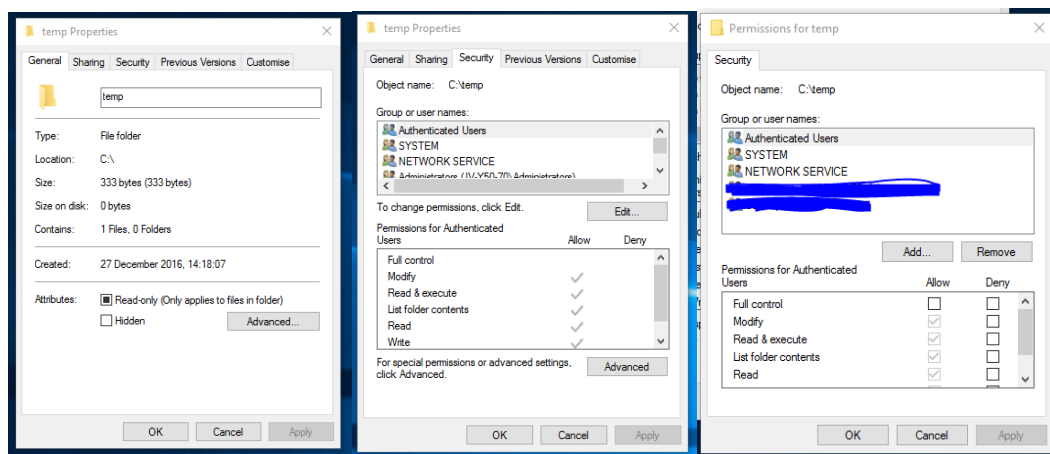 temp Properties
General Sharing Security Previous Versions Customise
temp
Type: File folder
Location: C:\
Size: 333 bytes (333 bytes)
Size on disk: 0 bytes
Contains: 1 Files, 0 Folders
Created: 27 December 2016, 14:18:07
Attributes: Read-only (Only applies to files in folder)
Hidden Advanced...
OK Cancel Apply
temp Properties
General Sharing Security Previous Versions Customise
Object name: C:\temp
Group or user names:
Authenticated Users
SYSTEM
NETWORK SERVICE
Administrators (JV-Y50-70\Administrators)
To change permissions, click Edit. Edit...
Permissions for Authenticated
Users Allow Deny
Full control
Modify
Read & execute
List folder contents
Read
Write
For special permissions or advanced settings,
click Advanced. Advanced
OK Cancel Apply
Permissions for temp
Security
Object name: C:\temp
Group or user names:
Authenticated Users
SYSTEM
NETWORK SERVICE
Add... Remove
Permissions for Authenticated
Users Allow Deny
Full control
Modify
Read & execute
List folder contents
Read
OK Cancel Apply